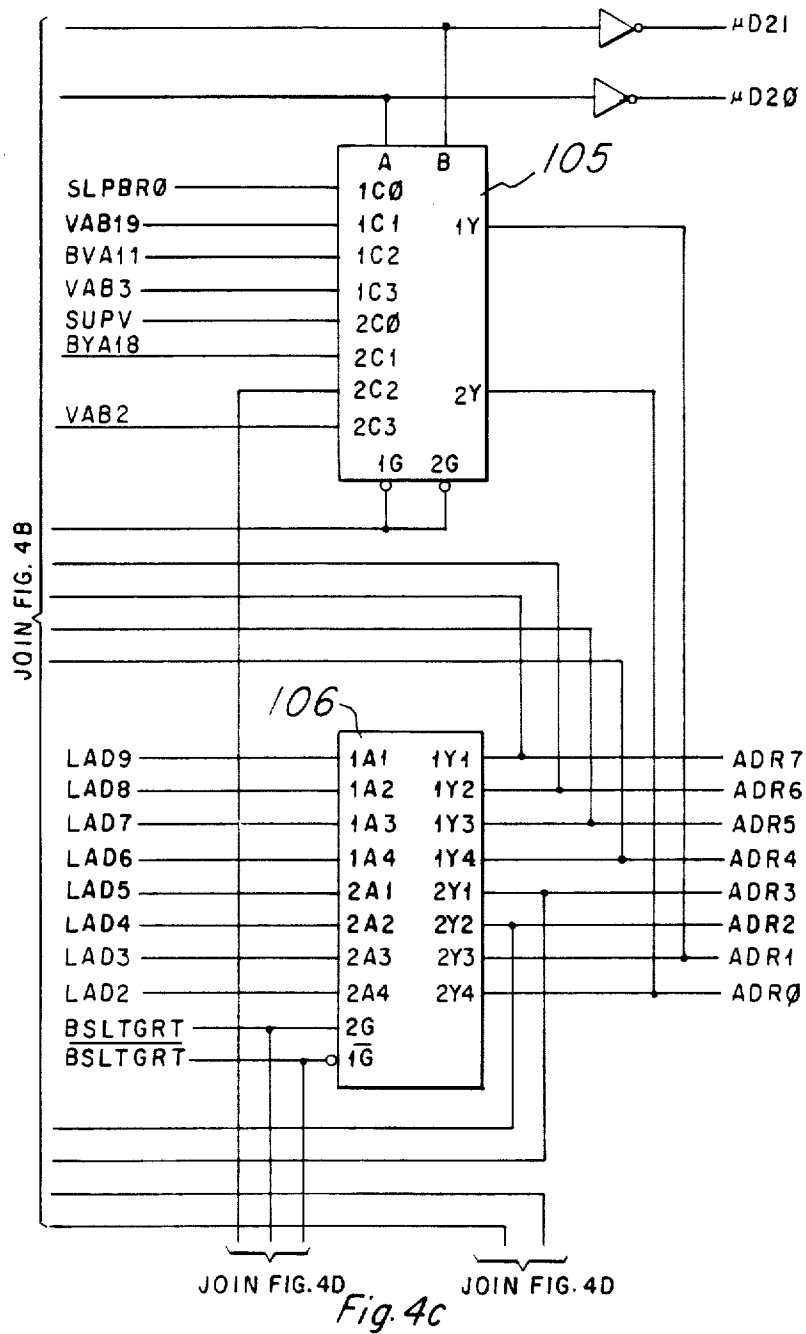 μD21
μD2Ø
A B
105
SLPBRØ 1CØ
VAB19 1C1 1Y
BVA11 1C2
VAB3 1C3
SUPV 2CØ
BYA18 2C1
2C2 2Y
VAB2 2C3
1G 2G
JOIN FIG. 4B
106
LAD9 1A1 1Y1 ADR7
LAD8 1A2 1Y2 ADR6
LAD7 1A3 1Y3 ADR5
LAD6 1A4 1Y4 ADR4
LAD5 2A1 2Y1 ADR3
LAD4 2A2 2Y2 ADR2
LAD3 2A3 2Y3 ADR1
LAD2 2A4 2Y4 ADRØ
BSLTGRT 2G
B̅S̅L̅T̅G̅R̅T̅ 1G̅
JOIN FIG. 4D JOIN FIG. 4D
Fig. 4c